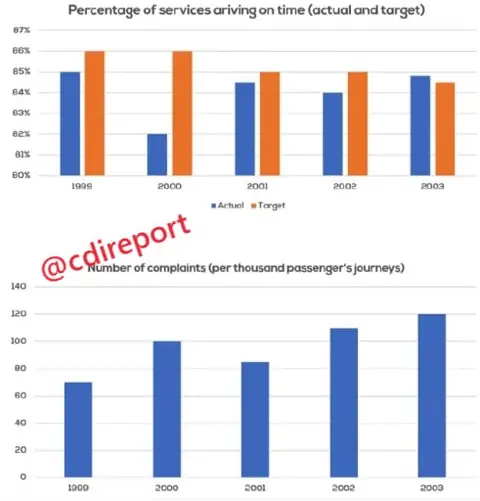 Percentage of services ariving on time (actual and target)
87%
86%
85%
84%
83%
82%
81%
80%
1999 2000 2001 2002 2003
Actual Target
@cdireport
Number of complaints (per thousand passenger's journeys)
140
120
100
80
60
40
20
0
1999 2000 2001 2002 2003